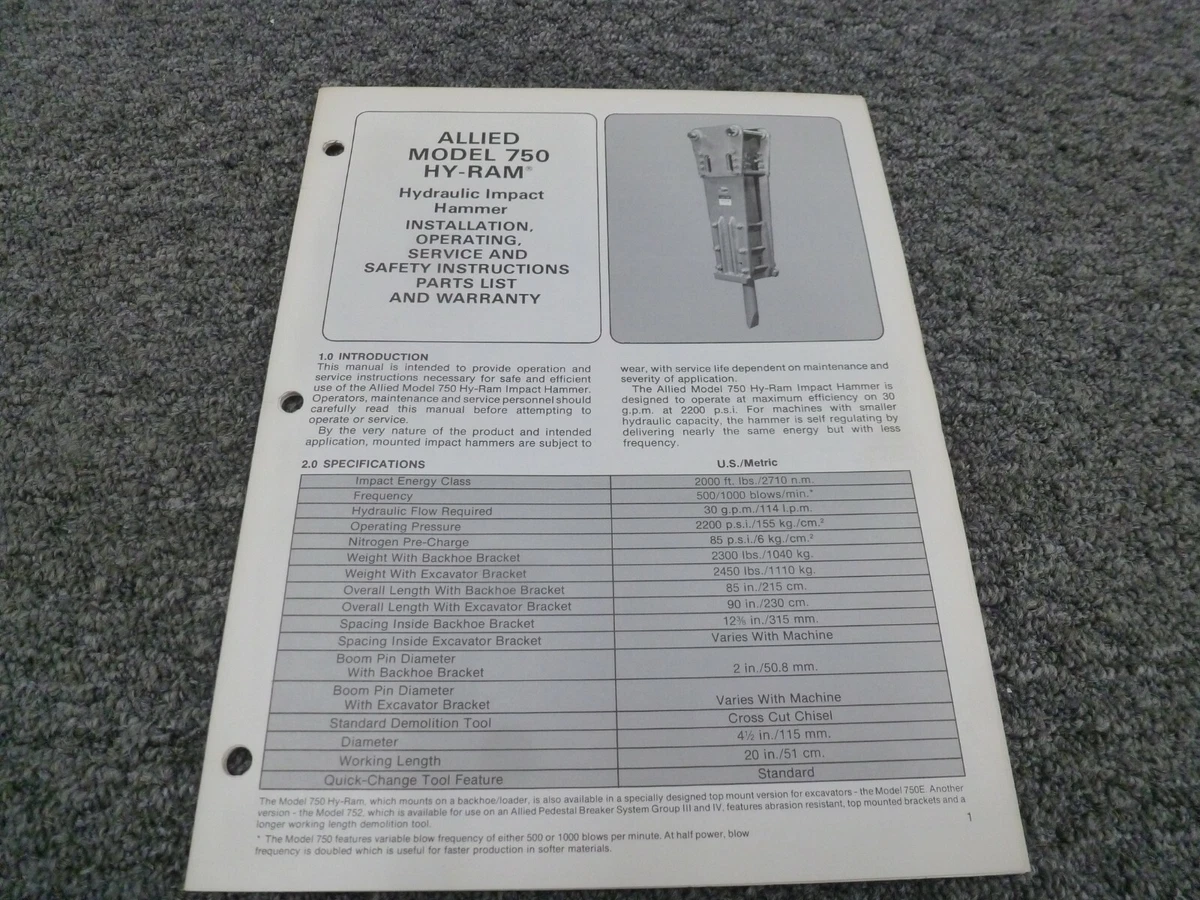 ALLIED
MODEL 750
HY-RAM®
Hydraulic Impact
Hammer
INSTALLATION,
OPERATING,
SERVICE AND
SAFETY INSTRUCTIONS
PARTS LIST
AND WARRANTY
1.0 INTRODUCTION
This manual is intended to provide operation and
service instructions necessary for safe and efficient
use of the Allied Model 750 Hy-Ram Impact Hammer.
Operators, maintenance and service personnel should
carefully read this manual before attempting to
operate or service.
By the very nature of the product and intended
application, mounted impact hammers are subject to
wear, with service life dependent on maintenance and
severity of application.
The Allied Model 750 Hy-Ram Impact Hammer is
designed to operate at maximum efficiency on 30
g.p.m. at 2200 p.s.i. For machines with smaller
hydraulic capacity, the hammer is self regulating by
delivering nearly the same energy but with less
frequency.
2.0 SPECIFICATIONS U.S./Metric
Impact Energy Class 2000 ft. lbs./2710 n.m.
Frequency 500/1000 blows/min.*
Hydraulic Flow Required 30 g.p.m./114 l.p.m.
Operating Pressure 2200 p.s.i./155 kg./cm.²
Nitrogen Pre-Charge 85 p.s.i./6 kg./cm.²
Weight With Backhoe Bracket 2300 lbs./1040 kg.
Weight With Excavator Bracket 2450 lbs./1110 kg.
Overall Length With Backhoe Bracket 85 in./215 cm.
Overall Length With Excavator Bracket 90 in./230 cm.
Spacing Inside Backhoe Bracket 12⅜ in./315 mm.
Spacing Inside Excavator Bracket Varies With Machine
Boom Pin Diameter
With Backhoe Bracket 2 in./50.8 mm.
Boom Pin Diameter
With Excavator Bracket Varies With Machine
Standard Demolition Tool Cross Cut Chisel
Diameter 4½ in./115 mm.
Working Length 20 in./51 cm.
Quick-Change Tool Feature Standard
The Model 750 Hy-Ram, which mounts on a backhoe/loader, is also available in a specially designed top mount version for excavators - the Model 750E. Another
version - the Model 752, which is available for use on an Allied Pedestal Breaker System Group III and IV, features abrasion resistant, top mounted brackets and a
longer working length demolition tool.
* The Model 750 features variable blow frequency of either 500 or 1000 blows per minute. At half power, blow
frequency is doubled which is useful for faster production in softer materials.
1